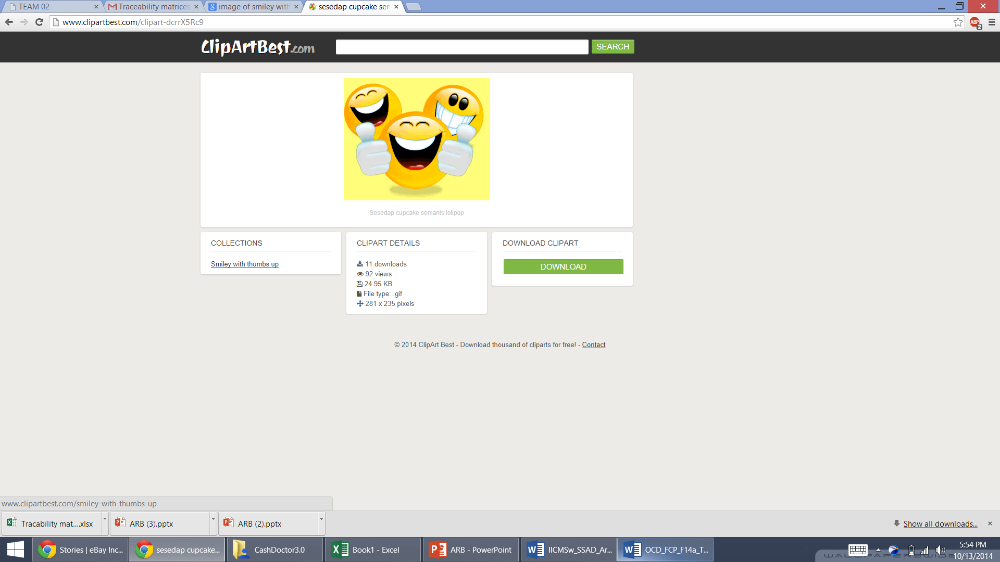 TEAM 02
Traceability matrices
image of smiley with
sesedap cupcake sem
www.clipartbest.com/clipart-dcrrX5Rc9
ABP
2
ClipArtBest.com
SEARCH
Sesedap cupcake semanis lolipop
COLLECTIONS
Smiley with thumbs up
CLIPART DETAILS
11 downloads
92 views
24.95 KB
File type: .gif
281 x 235 pixels
DOWNLOAD CLIPART
DOWNLOAD
© 2014 ClipArt Best - Download thousand of cliparts for free! - Contact
www.clipartbest.com/smiley-with-thumbs-up
Tracability mat....xlsx
ARB (3).pptx
ARB (2).pptx
Show all downloads...
Stories | eBay Inc...
sesedap cupcake...
CashDoctor3.0
Book1 - Excel
ARB - PowerPoint
IICMSw_SSAD_Ar...
OCD_FCP_F14a_T...
5:54 PM
10/13/2014